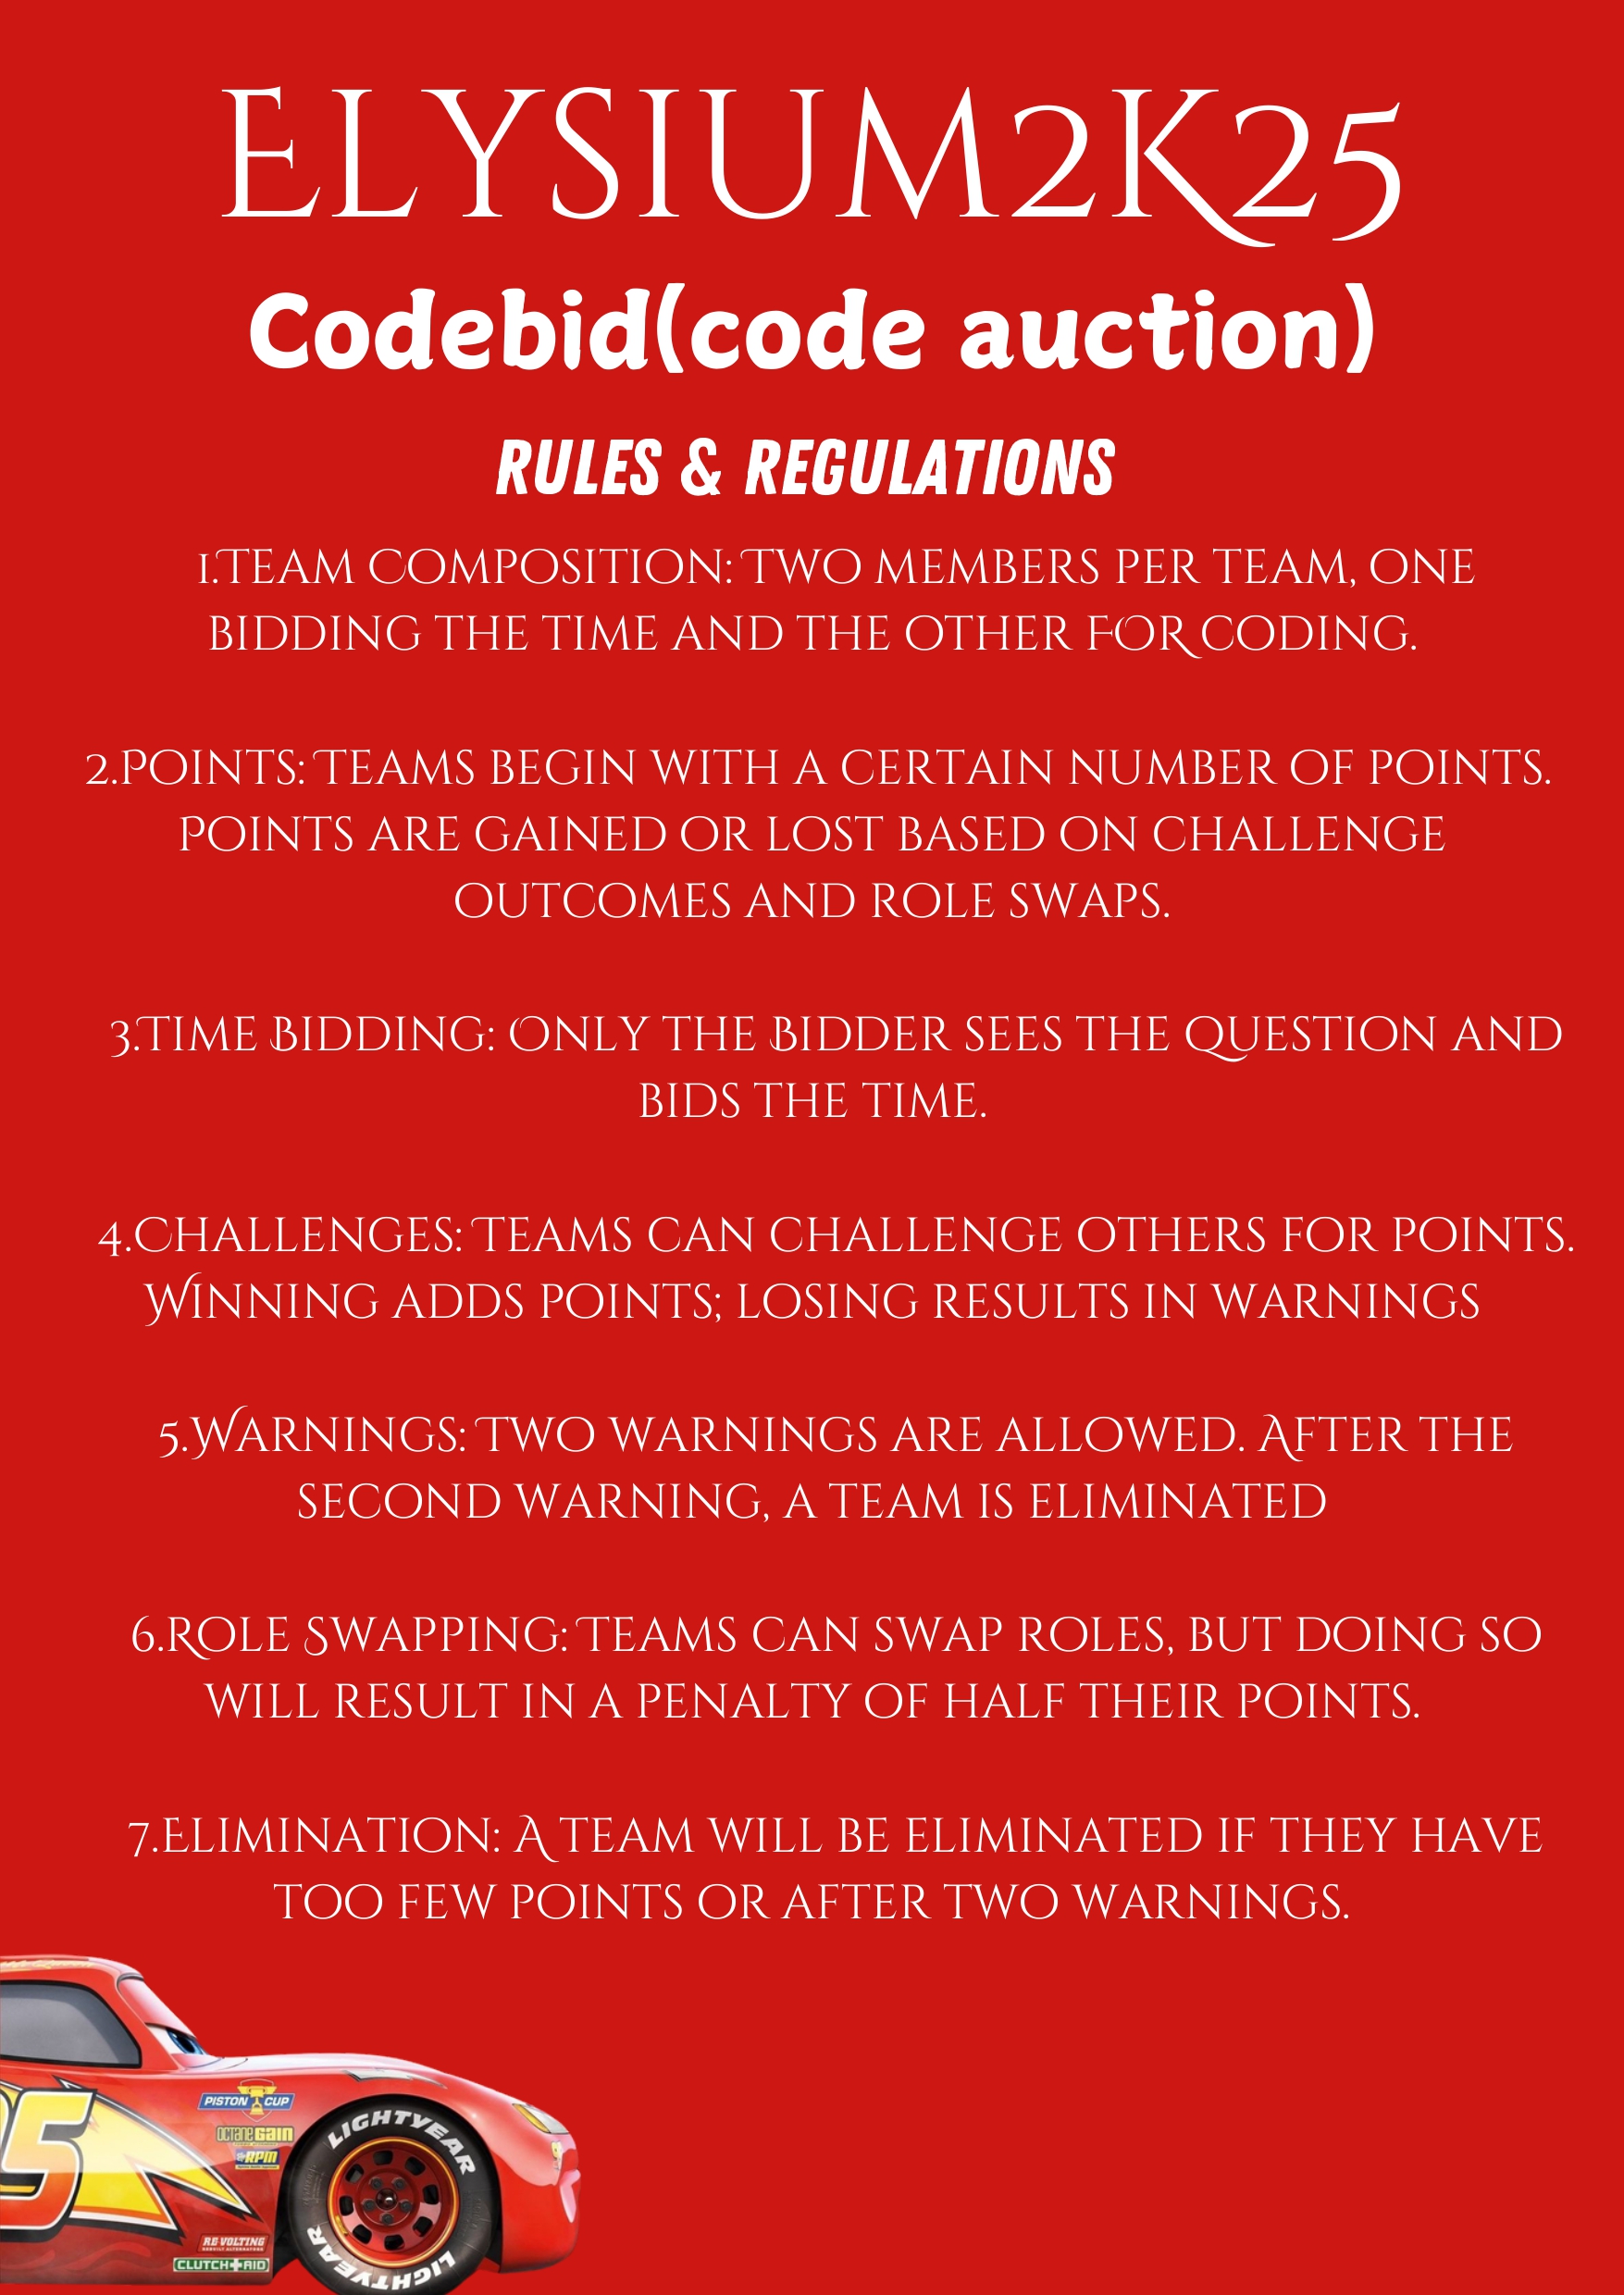 Elysium2K25
Codebid(code auction)
RULES & REGULATIONS
1.Team Composition: Two members per team, one
bidding the time and the other for coding.
2.Points: Teams begin with a certain number of points.
Points are gained or lost based on challenge
outcomes and role swaps.
3.Time Bidding: Only the Bidder sees the question and
bids the time.
4.Challenges: Teams can challenge others for points.
Winning adds points; losing results in warnings
5.Warnings: Two warnings are allowed. After the
second warning, a team is eliminated
6.Role Swapping: Teams can swap roles, but doing so
will result in a penalty of half their points.
7.Elimination: A team will be eliminated if they have
too few points or after two warnings.
PISTON CUP
OCTANE GAIN
RPM
95
LIGHTYEAR
RE-VOLTING
CLUTCH AID
LIGHTYEAR